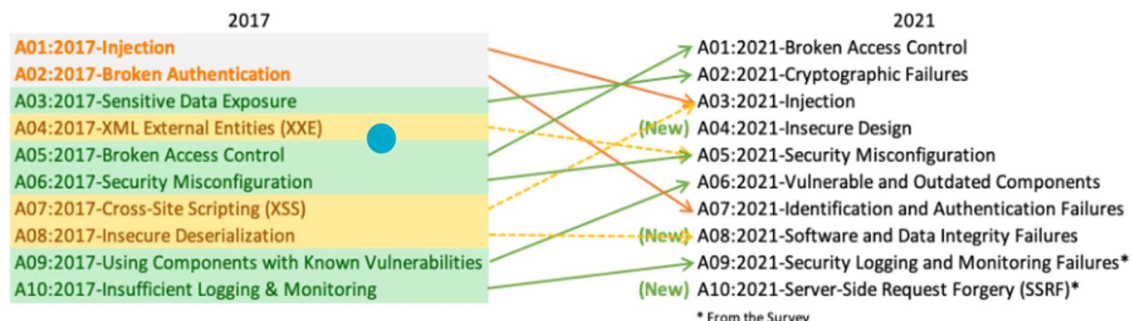 2017
2021
A01:2017-Injection
A02:2017-Broken Authentication
A03:2017-Sensitive Data Exposure
A04:2017-XML External Entities (XXE)
A05:2017-Broken Access Control
A06:2017-Security Misconfiguration
A07:2017-Cross-Site Scripting (XSS)
A08:2017-Insecure Deserialization
A09:2017-Using Components with Known Vulnerabilities
A10:2017-Insufficient Logging & Monitoring
A01:2021-Broken Access Control
A02:2021-Cryptographic Failures
A03:2021-Injection
(New) A04:2021-Insecure Design
A05:2021-Security Misconfiguration
A06:2021-Vulnerable and Outdated Components
A07:2021-Identification and Authentication Failures
(New) A08:2021-Software and Data Integrity Failures
A09:2021-Security Logging and Monitoring Failures*
(New) A10:2021-Server-Side Request Forgery (SSRF)*
* From the Survey